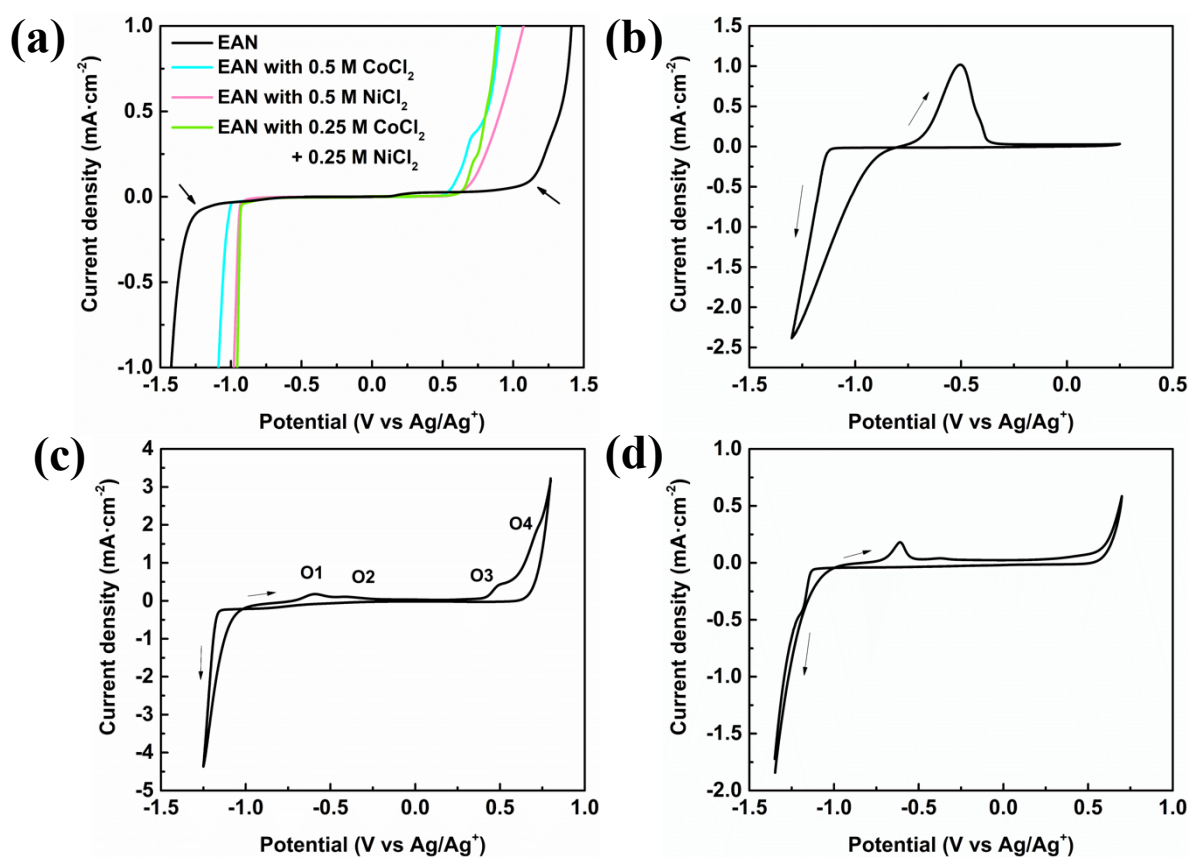 (a)
EAN
EAN with 0.5 M CoCl₂
EAN with 0.5 M NiCl₂
EAN with 0.25 M CoCl₂
+ 0.25 M NiCl₂
1.0
0.5
0.0
-0.5
-1.0
-1.5
-1.0
-0.5
0.0
0.5
1.0
1.5
Current density (mA·cm⁻²)
Potential (V vs Ag/Ag⁺)
(b)
1.5
1.0
0.5
0.0
-0.5
-1.0
-1.5
-2.0
-2.5
-1.5
-1.0
-0.5
0.0
0.5
Current density (mA·cm⁻²)
Potential (V vs Ag/Ag⁺)
(c)
4
3
2
1
0
-1
-2
-3
-4
-5
O1
O2
O3
O4
-1.5
-1.0
-0.5
0.0
0.5
1.0
Current density (mA·cm⁻²)
Potential (V vs Ag/Ag⁺)
(d)
1.0
0.5
0.0
-0.5
-1.0
-1.5
-2.0
-1.5
-1.0
-0.5
0.0
0.5
1.0
Current density (mA·cm⁻²)
Potential (V vs Ag/Ag⁺)